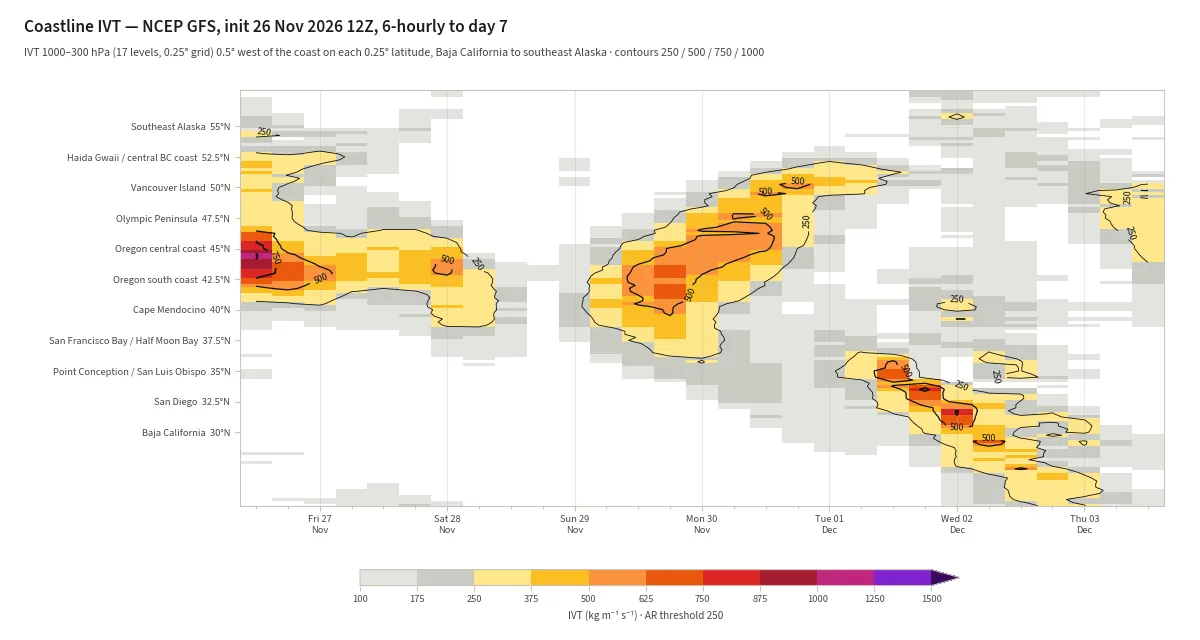 Coastline IVT — NCEP GFS, init 26 Nov 2026 12Z, 6-hourly to day 7
IVT 1000–300 hPa (17 levels, 0.25° grid) 0.5° west of the coast on each 0.25° latitude, Baja California to southeast Alaska · contours 250 / 500 / 750 / 1000
Southeast Alaska 55°N
Haida Gwaii / central BC coast 52.5°N
Vancouver Island 50°N
Olympic Peninsula 47.5°N
Oregon central coast 45°N
Oregon south coast 42.5°N
Cape Mendocino 40°N
San Francisco Bay / Half Moon Bay 37.5°N
Point Conception / San Luis Obispo 35°N
San Diego 32.5°N
Baja California 30°N
250
500
500
500
250
250
250
750
500
250
500
250
500
500
250
250
500
500
Fri 27 Sat 28 Sun 29 Mon 30 Tue 01 Wed 02 Thu 03
Nov Nov Nov Nov Dec Dec Dec
100 175 250 375 500 625 750 875 1000 1250 1500
IVT (kg m⁻¹ s⁻¹) · AR threshold 250